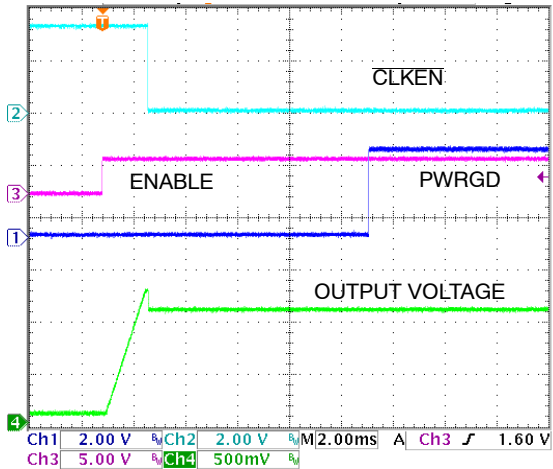 T
CLKEN
2
ENABLE
PWRGD
3
1
OUTPUT VOLTAGE
4
Ch1 2.00 V BW Ch2 2.00 V BW M 2.00ms A Ch3 1.60 V
Ch3 5.00 V BW Ch4 500mV BW